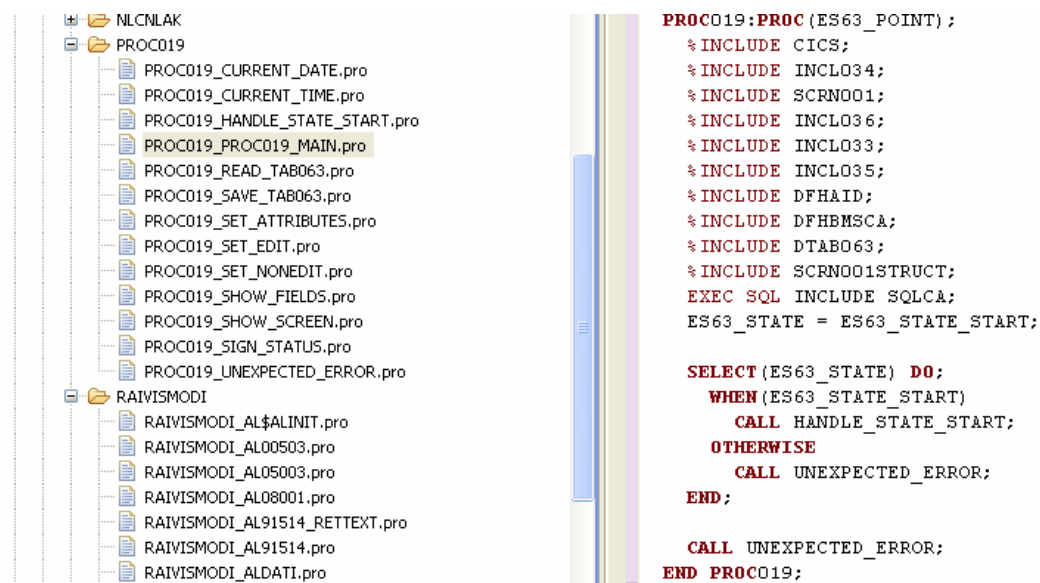 NLCNLAK
PROC019
PROC019_CURRENT_DATE.pro
PROC019_CURRENT_TIME.pro
PROC019_HANDLE_STATE_START.pro
PROC019_PROC019_MAIN.pro
PROC019_READ_TAB063.pro
PROC019_SAVE_TAB063.pro
PROC019_SET_ATTRIBUTES.pro
PROC019_SET_EDIT.pro
PROC019_SET_NONEDIT.pro
PROC019_SHOW_FIELDS.pro
PROC019_SHOW_SCREEN.pro
PROC019_SIGN_STATUS.pro
PROC019_UNEXPECTED_ERROR.pro
RAIVISMODI
RAIVISMODI_AL$ALINIT.pro
RAIVISMODI_AL00503.pro
RAIVISMODI_AL05003.pro
RAIVISMODI_AL08001.pro
RAIVISMODI_AL91514_RETTEXT.pro
RAIVISMODI_AL91514.pro
RAIVISMODI_ALDATI.pro
PROC019:PROC(ES63_POINT);
%INCLUDE CICS;
%INCLUDE INCL034;
%INCLUDE SCRN001;
%INCLUDE INCL036;
%INCLUDE INCL033;
%INCLUDE INCL035;
%INCLUDE DFHAID;
%INCLUDE DFHBMSCA;
%INCLUDE DTAB063;
%INCLUDE SCRN001STRUCT;
EXEC SQL INCLUDE SQLCA;
ES63_STATE = ES63_STATE_START;
SELECT(ES63_STATE) DO;
WHEN(ES63_STATE_START)
CALL HANDLE_STATE_START;
OTHERWISE
CALL UNEXPECTED_ERROR;
END;
CALL UNEXPECTED_ERROR;
END PROC019;